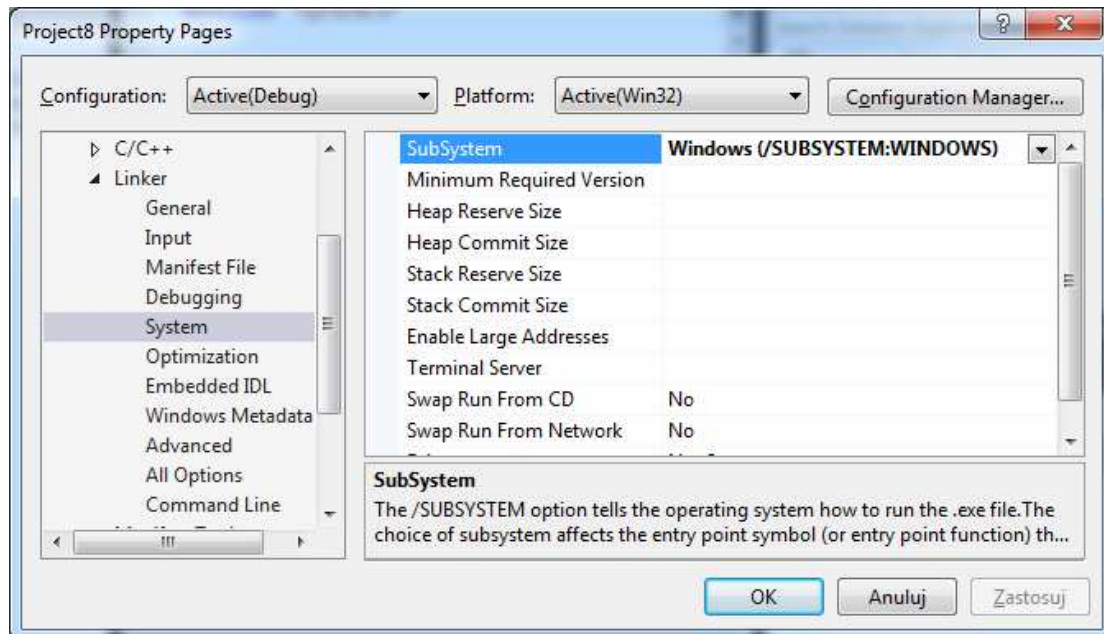 Project8 Property Pages
Configuration: Active(Debug) Platform: Active(Win32) Configuration Manager...
C/C++
Linker
General
Input
Manifest File
Debugging
System
Optimization
Embedded IDL
Windows Metadata
Advanced
All Options
Command Line
SubSystem Windows (/SUBSYSTEM:WINDOWS)
Minimum Required Version
Heap Reserve Size
Heap Commit Size
Stack Reserve Size
Stack Commit Size
Enable Large Addresses
Terminal Server
Swap Run From CD No
Swap Run From Network No
SubSystem
The /SUBSYSTEM option tells the operating system how to run the .exe file.The
choice of subsystem affects the entry point symbol (or entry point function) th...
OK Anuluj Zastosuj